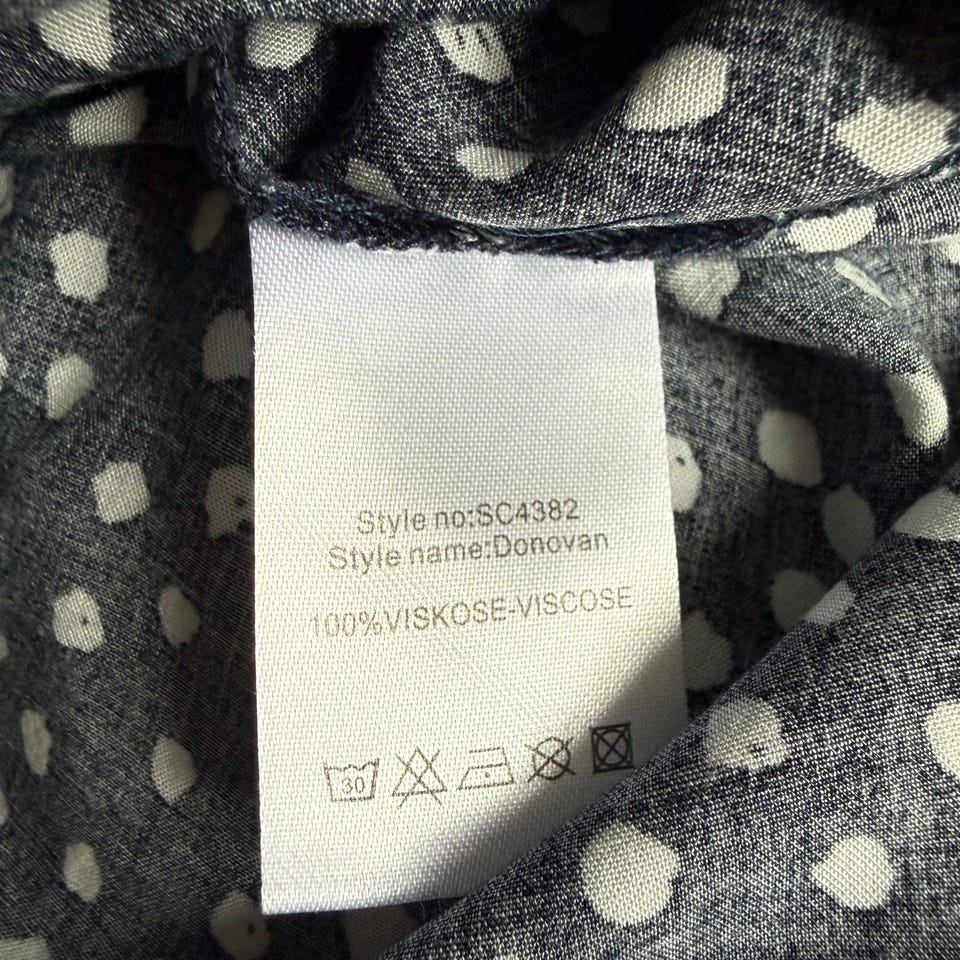 Style no:SC4382
Style name:Donovan
100%VISKOSE-VISCOSE
30